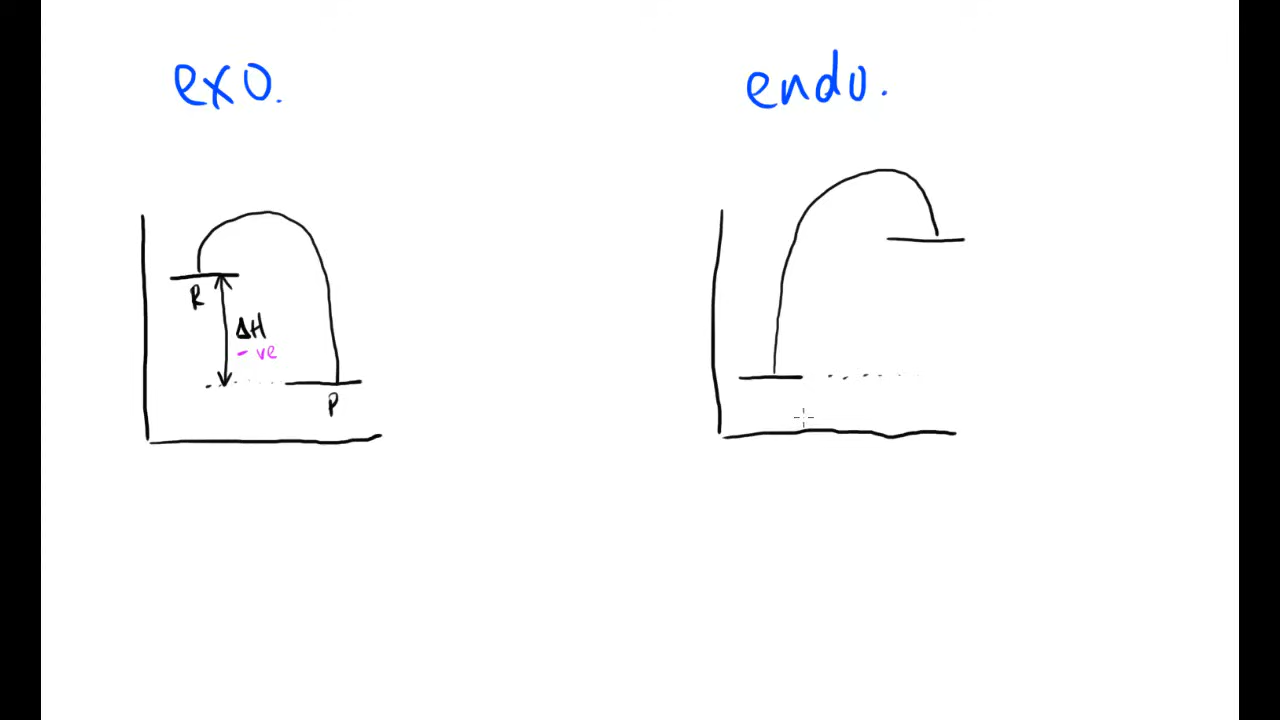 exo.
endo.
R
ΔH
- ve
P